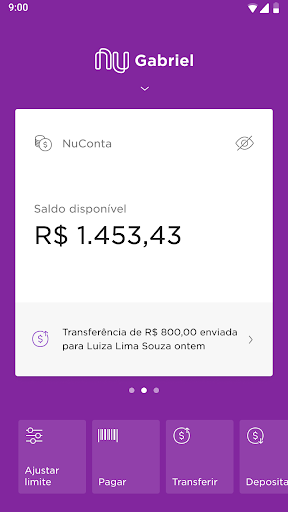 9:00
nu Gabriel
NuConta
Saldo disponível
R$ 1.453,43
Transferência de R$ 800,00 enviada
para Luiza Lima Souza ontem
Ajustar
limite
Pagar
Transferir
Deposita